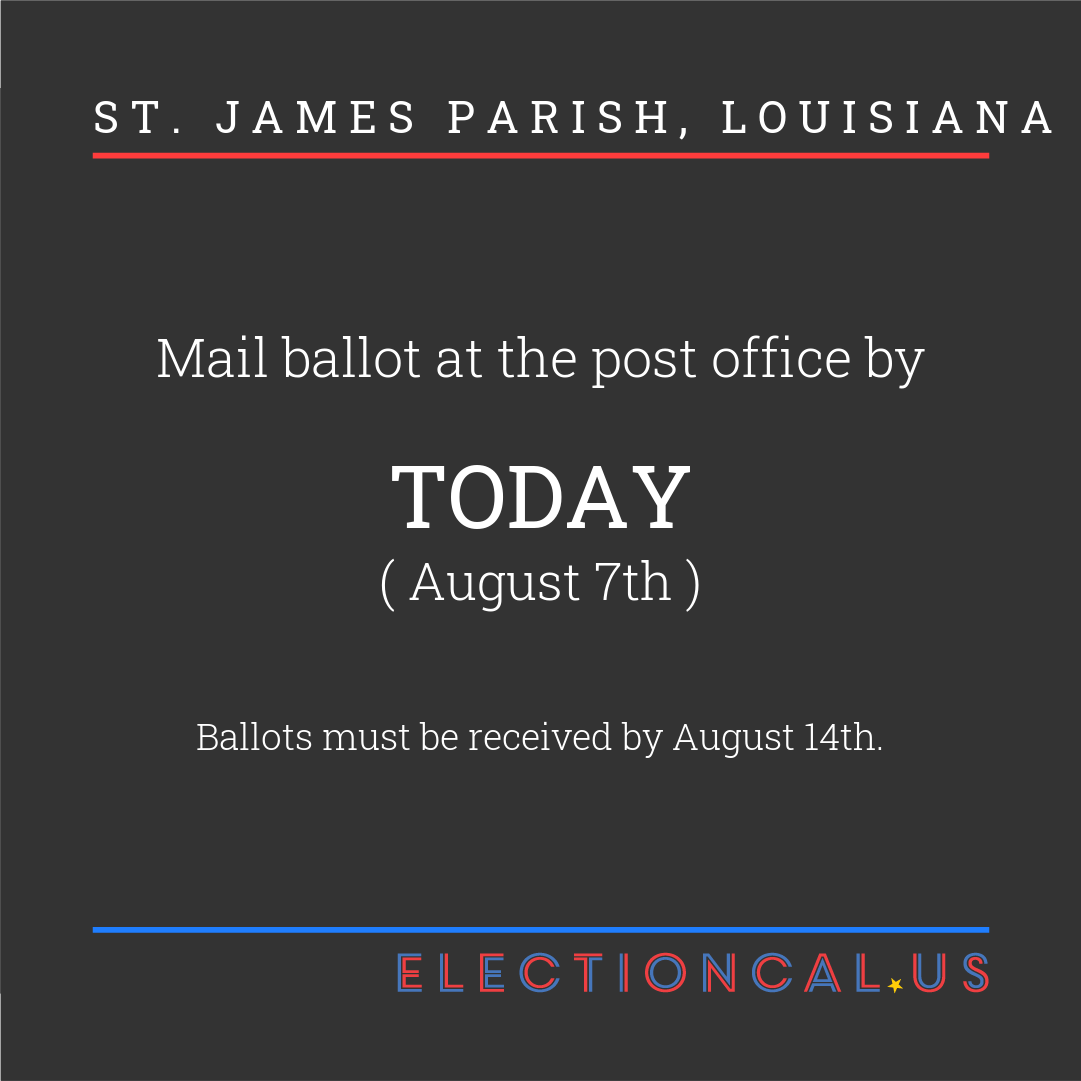 ST. JAMES PARISH, LOUISIANA
Mail ballot at the post office by
TODAY
( August 7th )
Ballots must be received by August 14th.
ELECTIONCAL.US